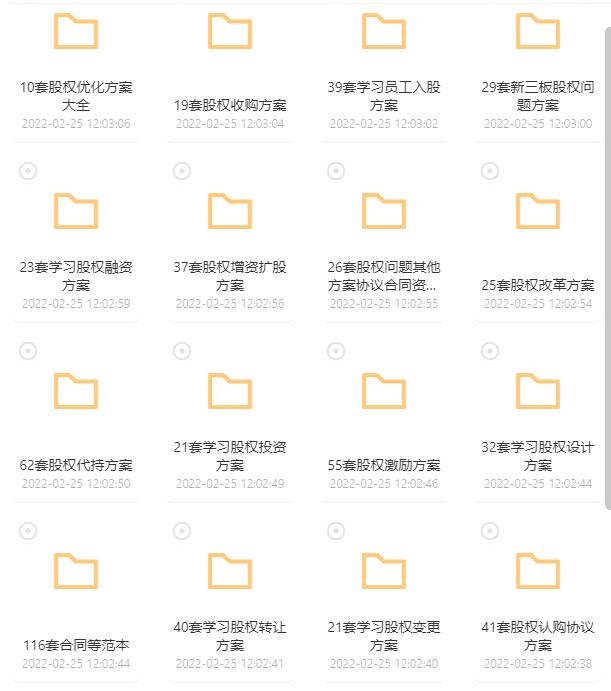 10套股权优化方案
大全
19套股权收购方案
39套学习员工入股
方案
29套新三板股权问
题方案
2022-02-25 12:03:06
2022-02-25 12:03:04
2022-02-25 12:03:02
2022-02-25 12:03:00
23套学习股权融资
方案
37套股权增资扩股
方案
26套股权问题其他
方案协议合同资...
25套股权改革方案
2022-02-25 12:02:59
2022-02-25 12:02:56
2022-02-25 12:02:55
2022-02-25 12:02:54
62套股权代持方案
21套学习股权投资
方案
55套股权激励方案
32套学习股权设计
方案
2022-02-25 12:02:50
2022-02-25 12:02:49
2022-02-25 12:02:46
2022-02-25 12:02:44
116套合同等范本
40套学习股权转让
方案
21套学习股权变更
方案
41套股权认购协议
方案
2022-02-25 12:02:44
2022-02-25 12:02:41
2022-02-25 12:02:40
2022-02-25 12:02:38